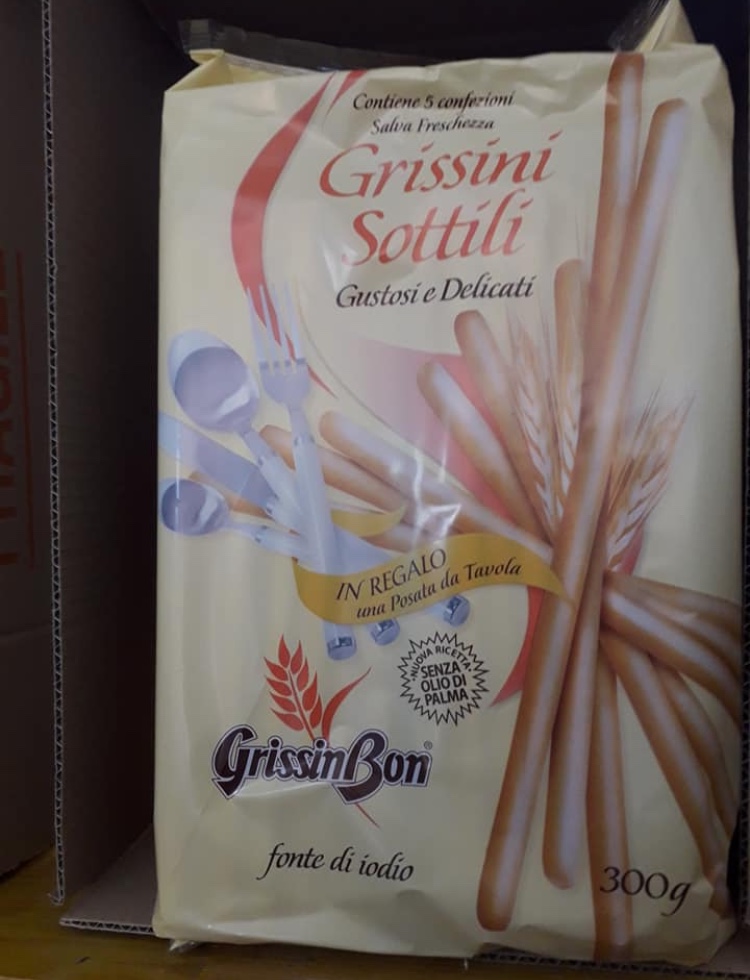 Contiene 5 confezioni
Salva Freschezza
Grissini
Sottili
Gustosi e Delicati
IN REGALO
una Posata da Tavola
NUOVA RICETTA
SENZA
OLIO DI
PALMA
GrissinBon®
fonte di iodio
300g